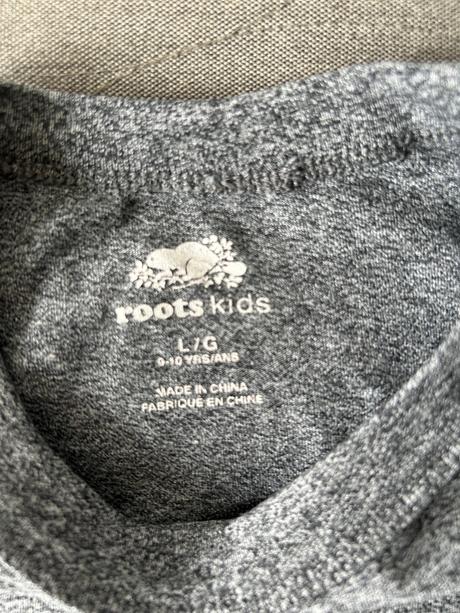 roots kids
L/G
9-10 YRS/ANS
MADE IN CHINA
FABRIQUÉ EN CHINE